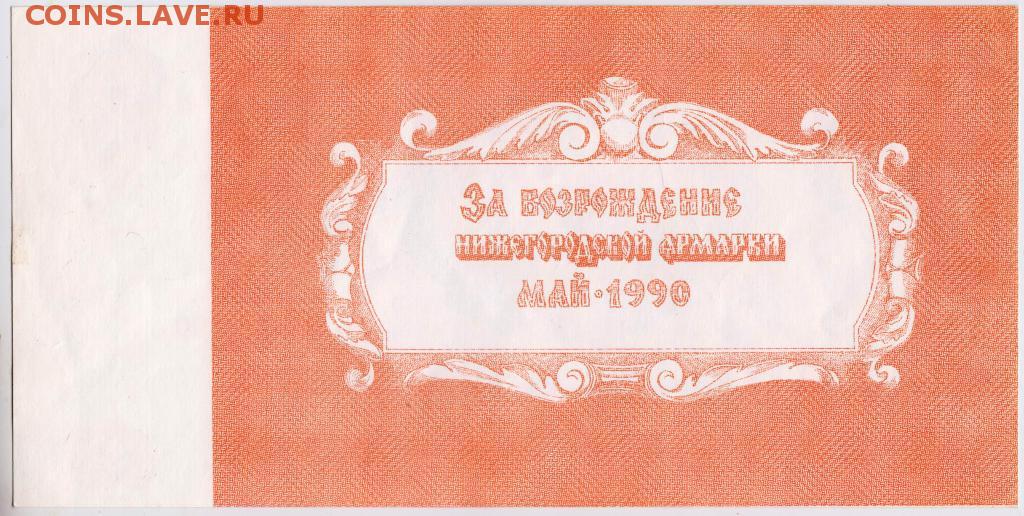 COINS.LAVE.RU
За возрождение
нижегородской ярмарки
май • 1990